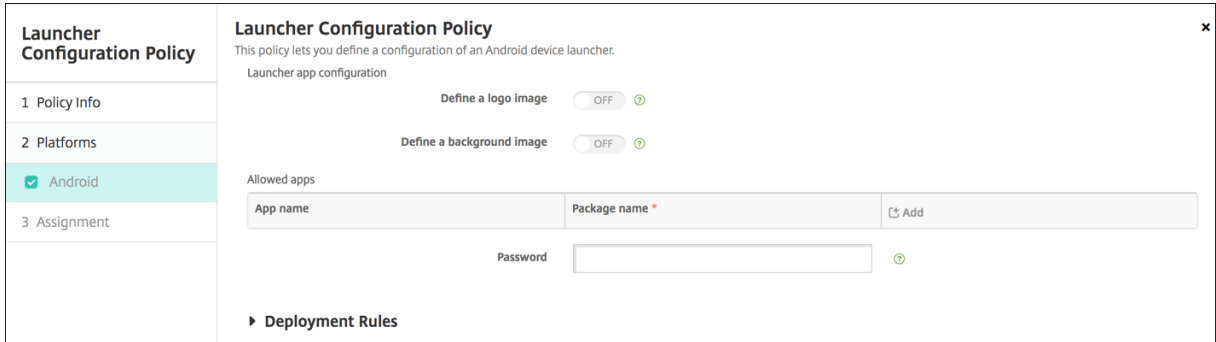 Launcher
Configuration Policy
1 Policy Info
2 Platforms
Android
3 Assignment
Launcher Configuration Policy
This policy lets you define a configuration of an Android device launcher.
Launcher app configuration
Define a logo image OFF ?
Define a background image OFF ?
Allowed apps
App name Package name * Add
Password ?
Deployment Rules